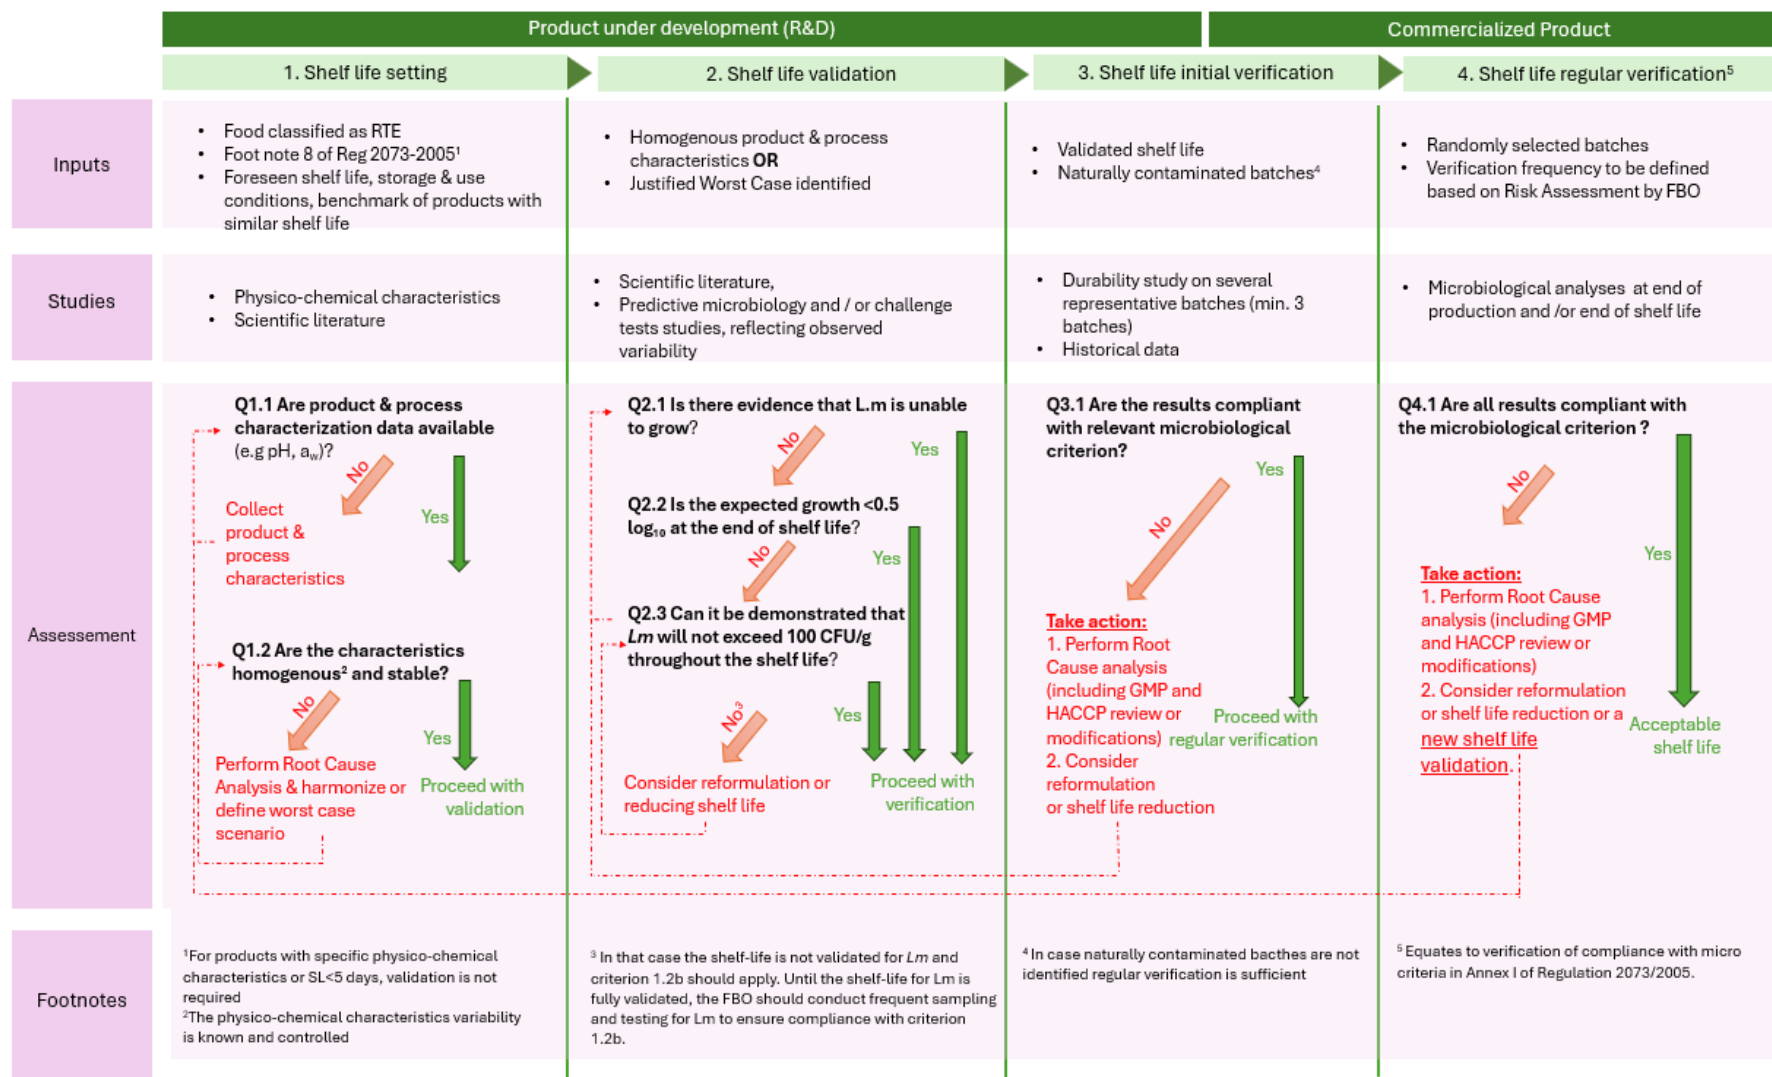 Product under development (R&D)
Commercialized Product
1. Shelf life setting
2. Shelf life validation
3. Shelf life initial verification
4. Shelf life regular verification⁵
Inputs
• Food classified as RTE
• Foot note 8 of Reg 2073-2005¹
• Foreseen shelf life, storage & use
conditions, benchmark of products with
similar shelf life
• Homogenous product & process
characteristics OR
• Justified Worst Case identified
• Validated shelf life
• Naturally contaminated batches⁴
• Randomly selected batches
• Verification frequency to be defined
based on Risk Assessment by FBO
Studies
• Physico-chemical characteristics
• Scientific literature
• Scientific literature,
• Predictive microbiology and / or challenge
tests studies, reflecting observed
variability
• Durability study on several
representative batches (min. 3
batches)
• Historical data
• Microbiological analyses at end of
production and /or end of shelf life
Assessement
Q1.1 Are product & process
characterization data available
(e.g pH, a_w)?
No
Yes
Collect
product &
process
characteristics
Q1.2 Are the characteristics
homogenous² and stable?
No
Yes
Perform Root Cause
Analysis & harmonize or
define worst case
scenario
Proceed with
validation
Q2.1 Is there evidence that L.m is unable
to grow?
No
Yes
Q2.2 Is the expected growth <0.5
log₁₀ at the end of shelf life?
No
Yes
Q2.3 Can it be demonstrated that
Lm will not exceed 100 CFU/g
throughout the shelf life?
No³
Yes
Consider reformulation or
reducing shelf life
Proceed with
verification
Q3.1 Are the results compliant
with relevant microbiological
criterion?
No
Yes
Take action:
1. Perform Root
Cause analysis
(including GMP and
HACCP review or
modifications)
2. Consider
reformulation
or shelf life reduction
Proceed with
regular verification
Q4.1 Are all results compliant with
the microbiological criterion ?
No
Yes
Take action:
1. Perform Root Cause
analysis (including GMP
and HACCP review or
modifications)
2. Consider reformulation
or shelf life reduction or a
new shelf life
validation.
Acceptable
shelf life
Footnotes
¹For products with specific physico-chemical
characteristics or SL<5 days, validation is not
required
²The physico-chemical characteristics variability
is known and controlled
³ In that case the shelf-life is not validated for Lm and
criterion 1.2b should apply. Until the shelf-life for Lm is
fully validated, the FBO should conduct frequent sampling
and testing for Lm to ensure compliance with criterion
1.2b.
⁴ In case naturally contaminated bacthes are not
identified regular verification is sufficient
⁵ Equates to verification of compliance with micro
criteria in Annex I of Regulation 2073/2005.